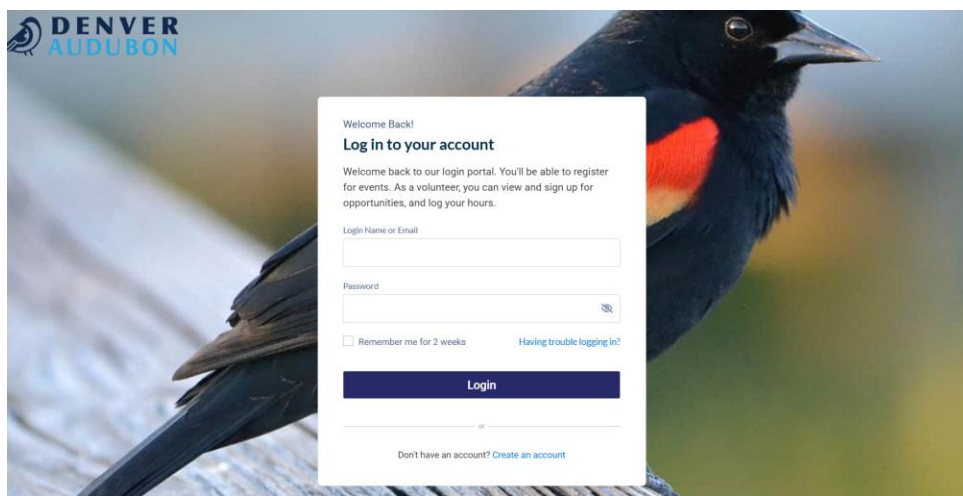 DENVER
AUDUBON
Welcome Back!
Log in to your account
Welcome back to our login portal. You'll be able to register
for events. As a volunteer, you can view and sign up for
opportunities, and log your hours.
Login Name or Email
Password
Remember me for 2 weeks
Having trouble logging in?
Login
or
Don't have an account? Create an account